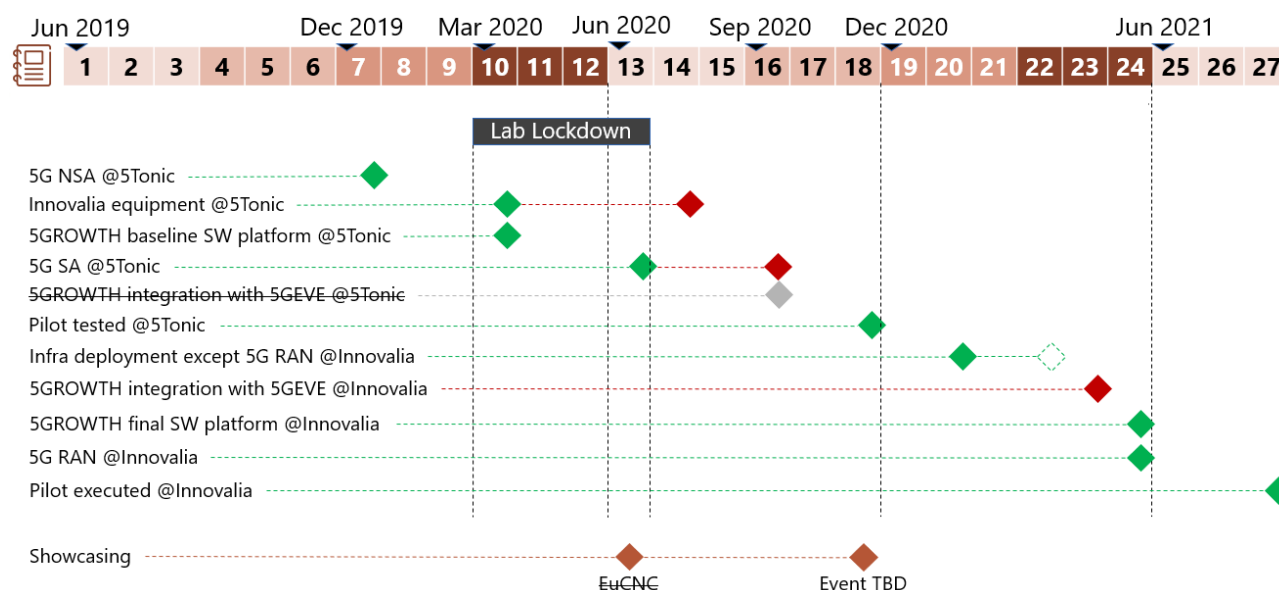 Jun 2019 Dec 2019 Mar 2020 Jun 2020 Sep 2020 Dec 2020 Jun 2021
1 2 3 4 5 6 7 8 9 10 11 12 13 14 15 16 17 18 19 20 21 22 23 24 25 26 27
Lab Lockdown
5G NSA @5Tonic
Innovalia equipment @5Tonic
5GROWTH baseline SW platform @5Tonic
5G SA @5Tonic
5GROWTH integration with 5GEVE @5Tonic
Pilot tested @5Tonic
Infra deployment except 5G RAN @Innovalia
5GROWTH integration with 5GEVE @Innovalia
5GROWTH final SW platform @Innovalia
5G RAN @Innovalia
Pilot executed @Innovalia
Showcasing
EuCNC Event TBD